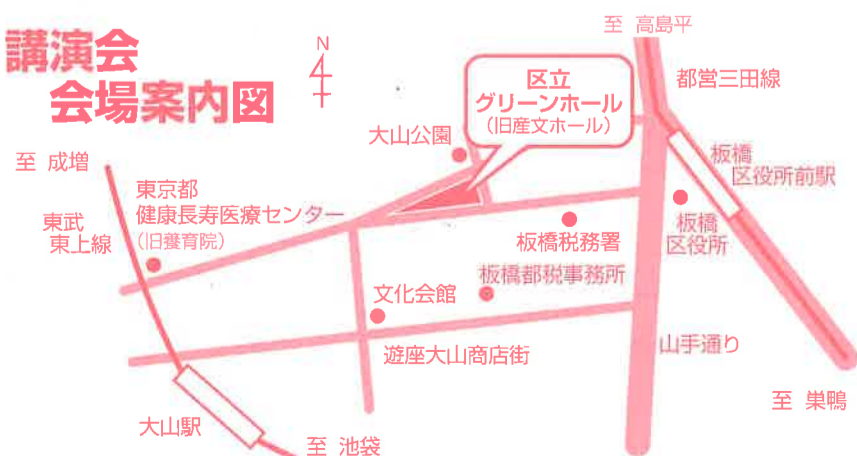 講演会
会場案内図
N
至 高島平
都営三田線
区立
グリーンホール
(旧産文ホール)
大山公園
板橋
区役所前駅
至 成増
東京都
健康長寿医療センター
(旧養育院)
東武
東上線
板橋税務署
板橋
区役所
板橋都税事務所
文化会館
遊座大山商店街
山手通り
大山駅
至 池袋
至 巣鴨